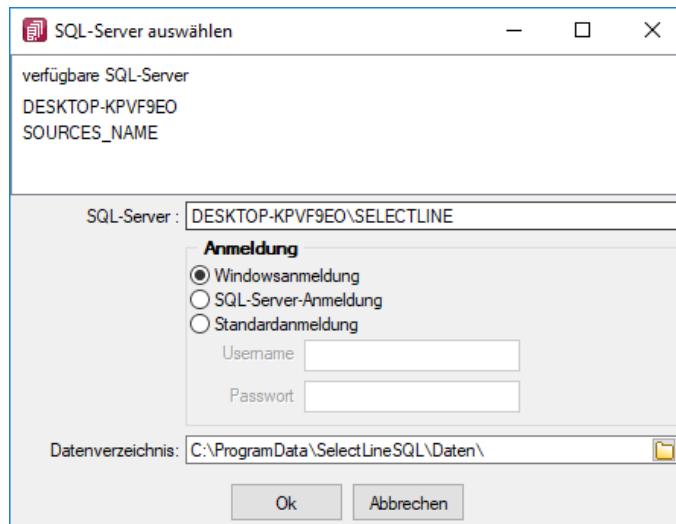 SQL-Server auswählen
verfügbare SQL-Server
DESKTOP-KPVF9EO
SOURCES_NAME
SQL-Server : DESKTOP-KPVF9EO\SELECTLINE
Anmeldung
Windowsanmeldung
SQL-Server-Anmeldung
Standardanmeldung
Username
Passwort
Datenverzeichnis: C:\ProgramData\SelectLineSQL\Daten\
Ok Abbrechen